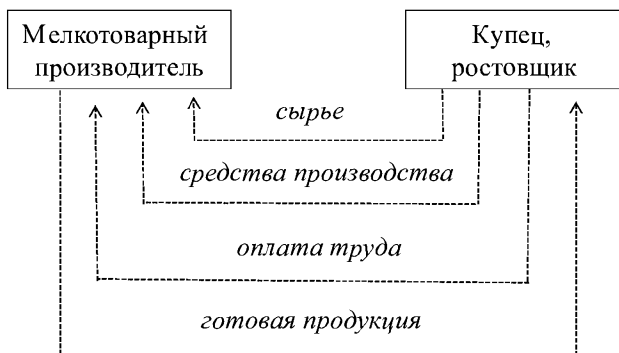 Мелкотоварный
производитель
Купец,
ростовщик
сырье
средства производства
оплата труда
готовая продукция